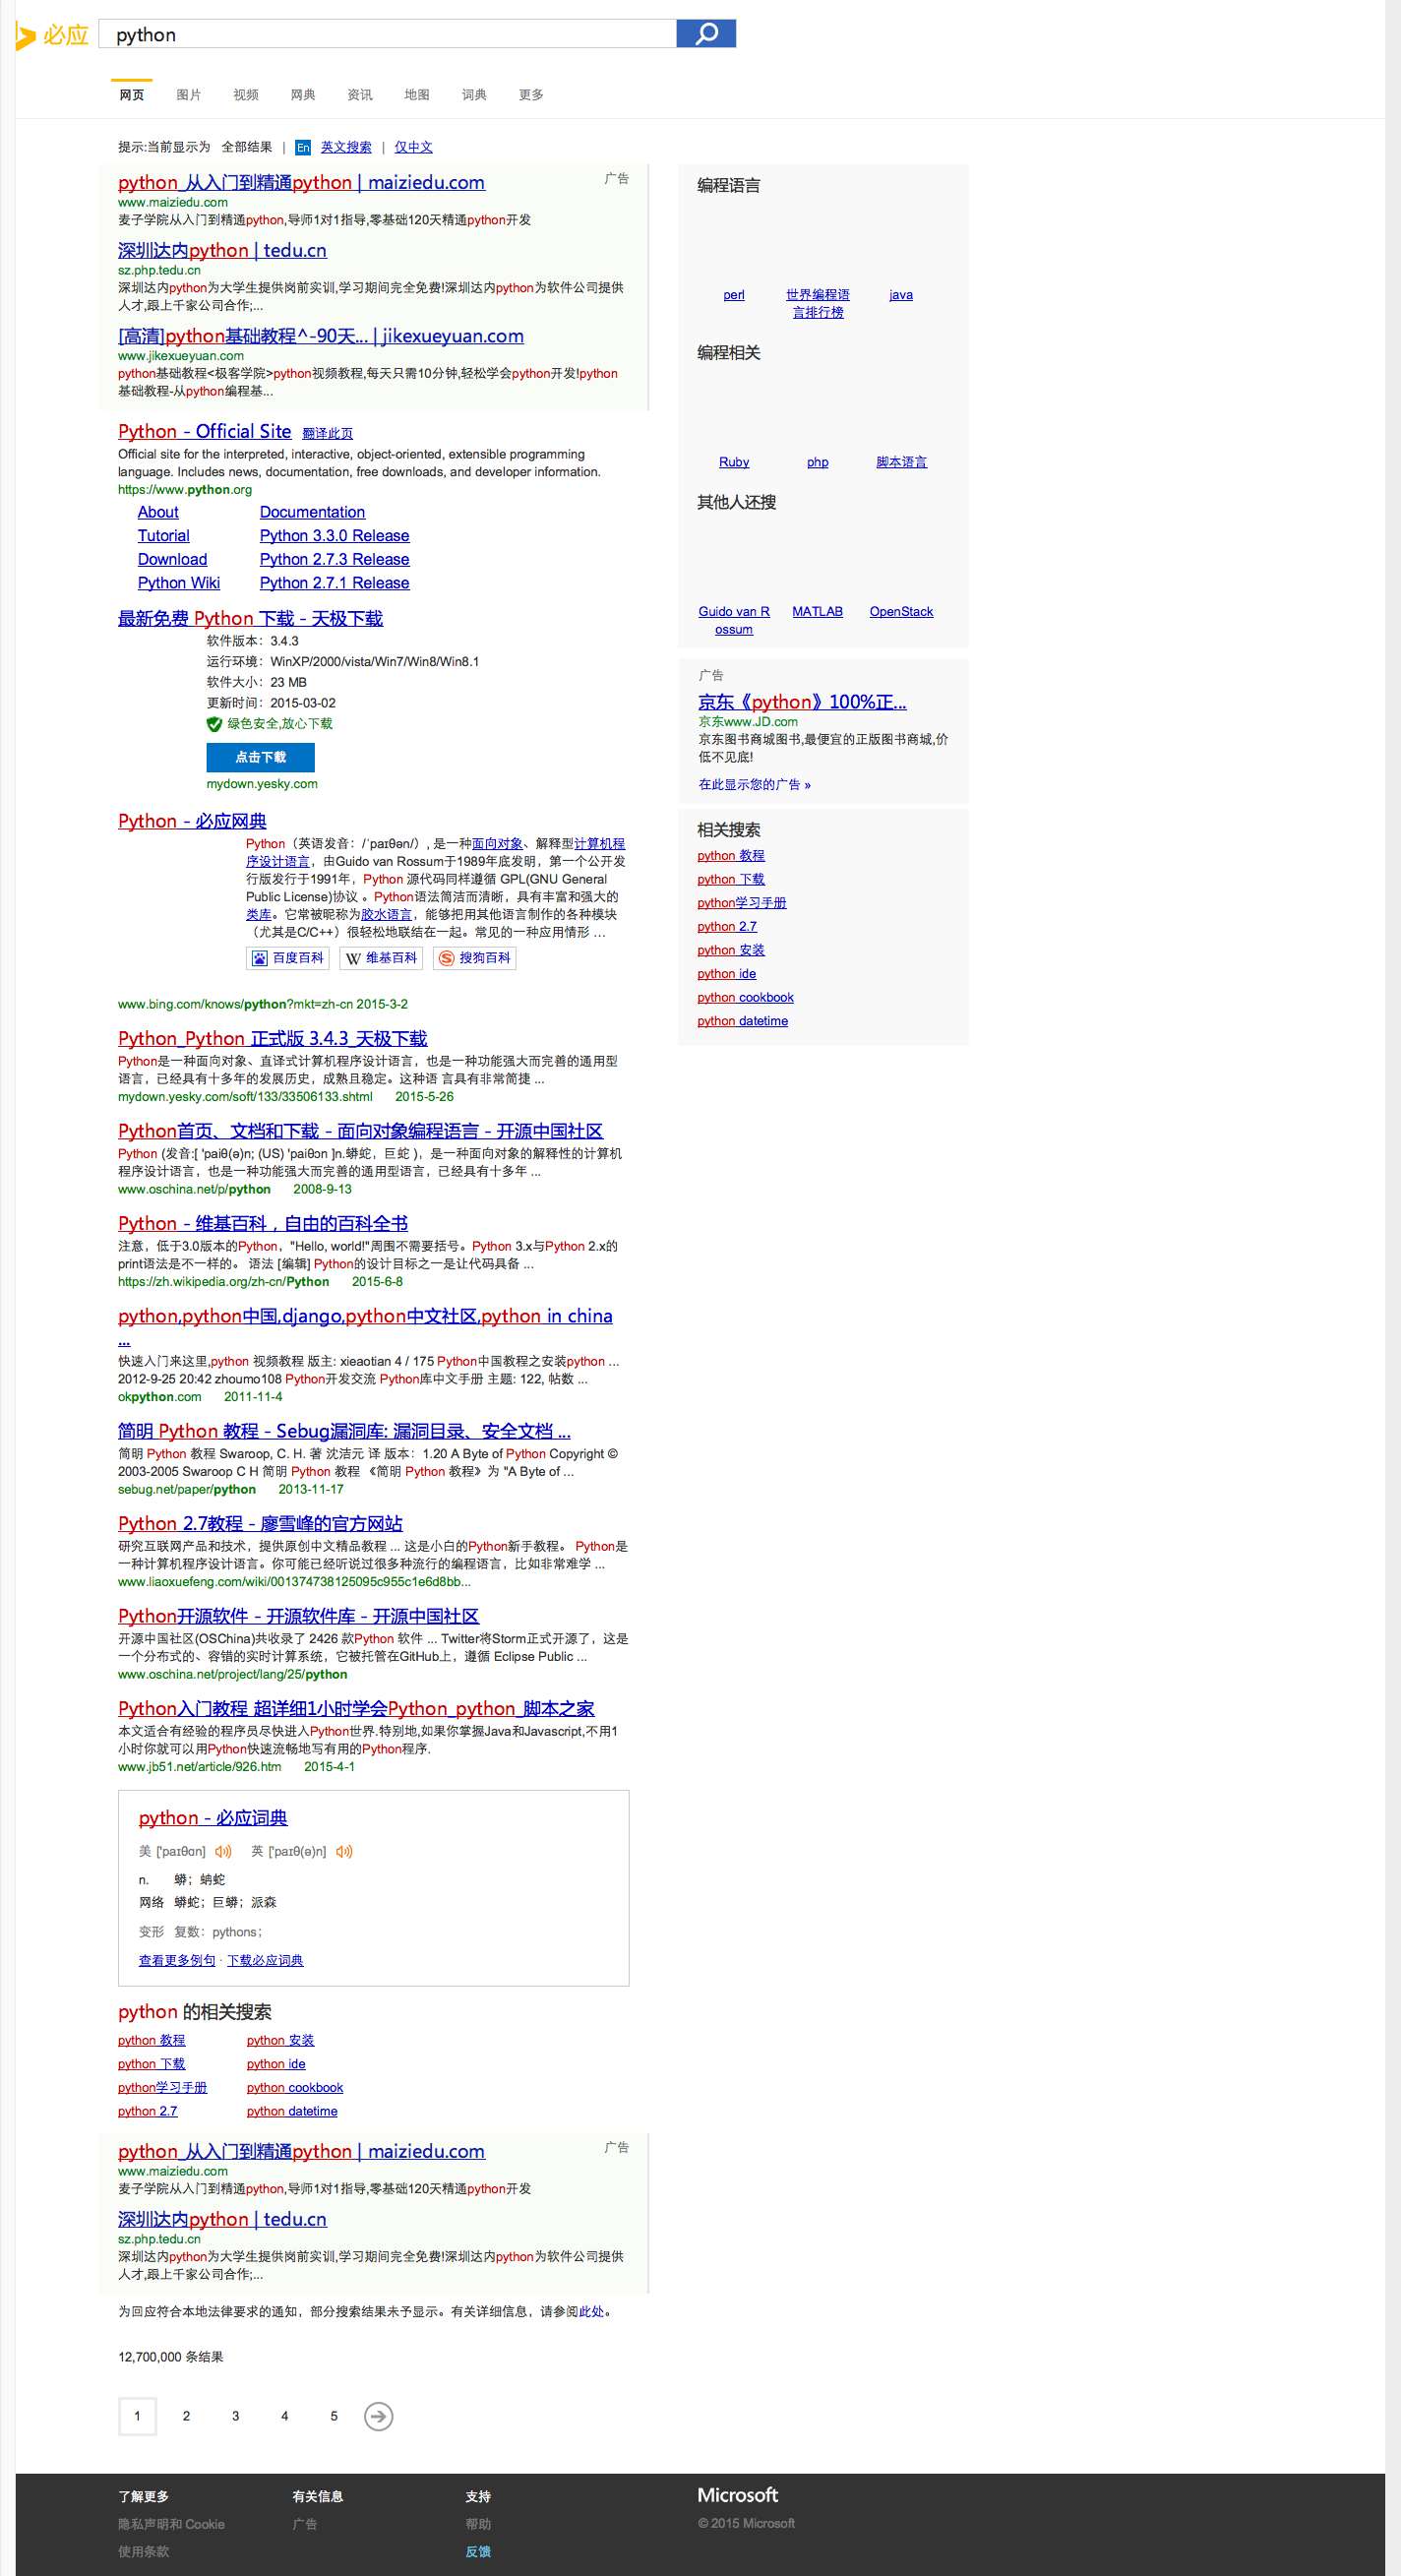 必应
python
网页 图片 视频 网典 资讯 地图 词典 更多
提示:当前显示为 全部结果 | En 英文搜索 | 仅中文
python_从入门到精通python | maiziedu.com 广告
www.maiziedu.com
麦子学院从入门到精通python,导师1对1指导,零基础120天精通python开发
深圳达内python | tedu.cn
sz.php.tedu.cn
深圳达内python为大学生提供岗前实训,学习期间完全免费!深圳达内python为软件公司提供
人才,跟上千家公司合作;...
[高清]python基础教程^-90天... | jikexueyuan.com
www.jikexueyuan.com
python基础教程<极客学院>python视频教程,每天只需10分钟,轻松学会python开发!python
基础教程-从python编程基...
Python - Official Site 翻译此页
Official site for the interpreted, interactive, object-oriented, extensible programming
language. Includes news, documentation, free downloads, and developer information.
https://www.python.org
About Documentation
Tutorial Python 3.3.0 Release
Download Python 2.7.3 Release
Python Wiki Python 2.7.1 Release
最新免费 Python 下载 - 天极下载
软件版本：3.4.3
运行环境：WinXP/2000/vista/Win7/Win8/Win8.1
软件大小：23 MB
更新时间：2015-03-02
绿色安全,放心下载
点击下载
mydown.yesky.com
Python - 必应网典
Python（英语发音：/ˈpaɪθən/）, 是一种面向对象、解释型计算机程
序设计语言，由Guido van Rossum于1989年底发明，第一个公开发
行版发行于1991年，Python 源代码同样遵循 GPL(GNU General
Public License)协议 。Python语法简洁而清晰，具有丰富和强大的
类库。它常被昵称为胶水语言，能够把用其他语言制作的各种模块
（尤其是C/C++）很轻松地联结在一起。常见的一种应用情形 …
百度百科 维基百科 搜狗百科
www.bing.com/knows/python?mkt=zh-cn 2015-3-2
Python_Python 正式版 3.4.3_天极下载
Python是一种面向对象、直译式计算机程序设计语言，也是一种功能强大而完善的通用型
语言，已经具有十多年的发展历史，成熟且稳定。这种语 言具有非常简捷 ...
mydown.yesky.com/soft/133/33506133.shtml 2015-5-26
Python首页、文档和下载 - 面向对象编程语言 - 开源中国社区
Python (发音:[ 'paiθ(ə)n; (US) 'paiθɔn ]n.蟒蛇，巨蛇 )，是一种面向对象的解释性的计算机
程序设计语言，也是一种功能强大而完善的通用型语言，已经具有十多年 ...
www.oschina.net/p/python 2008-9-13
Python - 维基百科，自由的百科全书
注意，低于3.0版本的Python，"Hello, world!"周围不需要括号。Python 3.x与Python 2.x的
print语法是不一样的。 语法 [编辑] Python的设计目标之一是让代码具备 ...
https://zh.wikipedia.org/zh-cn/Python 2015-6-8
python,python中国,django,python中文社区,python in china
...
快速入门来这里,python 视频教程 版主: xieaotian 4 / 175 Python中国教程之安装python ...
2012-9-25 20:42 zhoumo108 Python开发交流 Python库中文手册 主题: 122, 帖数 ...
okpython.com 2011-11-4
简明 Python 教程 - Sebug漏洞库: 漏洞目录、安全文档 ...
简明 Python 教程 Swaroop, C. H. 著 沈洁元 译 版本：1.20 A Byte of Python Copyright ©
2003-2005 Swaroop C H 简明 Python 教程 《简明 Python 教程》为 "A Byte of ...
sebug.net/paper/python 2013-11-17
Python 2.7教程 - 廖雪峰的官方网站
研究互联网产品和技术，提供原创中文精品教程 ... 这是小白的Python新手教程。 Python是
一种计算机程序设计语言。你可能已经听说过很多种流行的编程语言，比如非常难学 ...
www.liaoxuefeng.com/wiki/001374738125095c955c1e6d8bb...
Python开源软件 - 开源软件库 - 开源中国社区
开源中国社区(OSChina)共收录了 2426 款Python 软件 ... Twitter将Storm正式开源了，这是
一个分布式的、容错的实时计算系统，它被托管在GitHub上，遵循 Eclipse Public ...
www.oschina.net/project/lang/25/python
Python入门教程 超详细1小时学会Python_python_脚本之家
本文适合有经验的程序员尽快进入Python世界.特别地,如果你掌握Java和Javascript,不用1
小时你就可以用Python快速流畅地写有用的Python程序.
www.jb51.net/article/926.htm 2015-4-1
python - 必应词典
美 ['paɪθɑn] 英 ['paɪθ(ə)n]
n. 蟒；蚺蛇
网络 蟒蛇；巨蟒；派森
变形 复数：pythons；
查看更多例句 · 下载必应词典
python 的相关搜索
python 教程 python 安装
python 下载 python ide
python学习手册 python cookbook
python 2.7 python datetime
python_从入门到精通python | maiziedu.com 广告
www.maiziedu.com
麦子学院从入门到精通python,导师1对1指导,零基础120天精通python开发
深圳达内python | tedu.cn
sz.php.tedu.cn
深圳达内python为大学生提供岗前实训,学习期间完全免费!深圳达内python为软件公司提供
人才,跟上千家公司合作;...
为回应符合本地法律要求的通知，部分搜索结果未予显示。有关详细信息，请参阅此处。
12,700,000 条结果
1 2 3 4 5
编程语言
perl 世界编程语 java
言排行榜
编程相关
Ruby php 脚本语言
其他人还搜
Guido van R MATLAB OpenStack
ossum
广告
京东《python》100%正...
京东www.JD.com
京东图书商城图书,最便宜的正版图书商城,价
低不见底!
在此显示您的广告 »
相关搜索
python 教程
python 下载
python学习手册
python 2.7
python 安装
python ide
python cookbook
python datetime
了解更多 有关信息 支持 Microsoft
隐私声明和 Cookie 广告 帮助 © 2015 Microsoft
使用条款 反馈